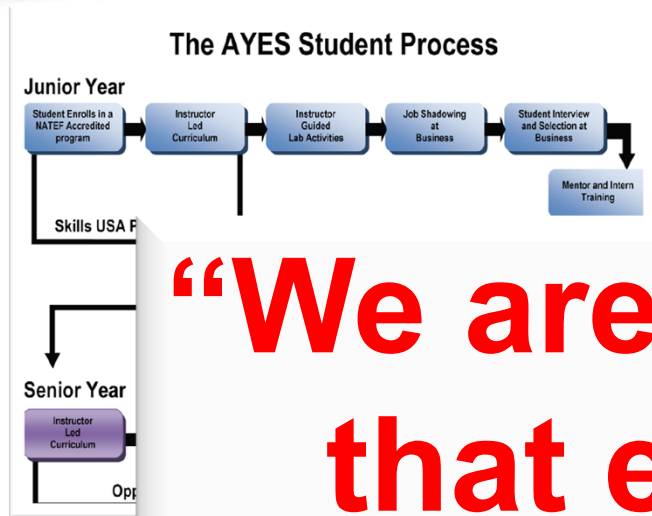 The AYES Student Process
Junior Year
Student Enrolls in a
NATEF Accredited
program
Instructor
Led
Curriculum
Instructor
Guided
Lab Activities
Job Shadowing
at
Business
Student Interview
and Selection at
Business
Mentor and Intern
Training
Skills USA P
“We are
that e
Senior Year
Instructor
Led
Curriculum
Opp